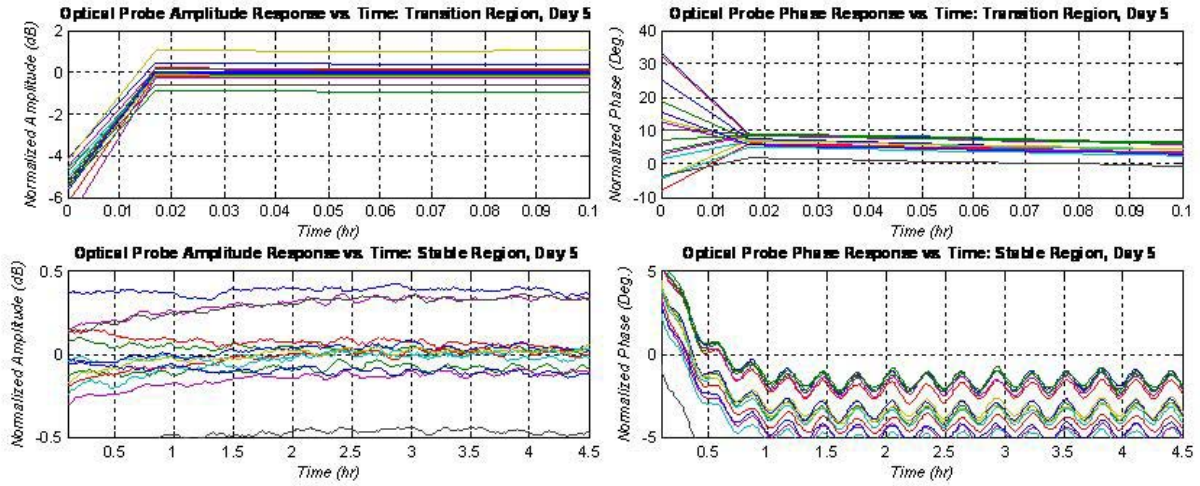 Optical Probe Amplitude Response vs. Time: Transition Region, Day 5
Normalized Amplitude (dB)
2
0
-2
-4
-6
0 0.01 0.02 0.03 0.04 0.05 0.06 0.07 0.08 0.09 0.1
Time (hr)
Optical Probe Phase Response vs. Time: Transition Region, Day 5
Normalized Phase (Deg.)
40
30
20
10
0
-10
0 0.01 0.02 0.03 0.04 0.05 0.06 0.07 0.08 0.09 0.1
Time (hr)
Optical Probe Amplitude Response vs. Time: Stable Region, Day 5
Normalized Amplitude (dB)
0.5
0
-0.5
0.5 1 1.5 2 2.5 3 3.5 4 4.5
Time (hr)
Optical Probe Phase Response vs. Time: Stable Region, Day 5
Normalized Phase (Deg.)
5
0
-5
0.5 1 1.5 2 2.5 3 3.5 4 4.5
Time (hr)